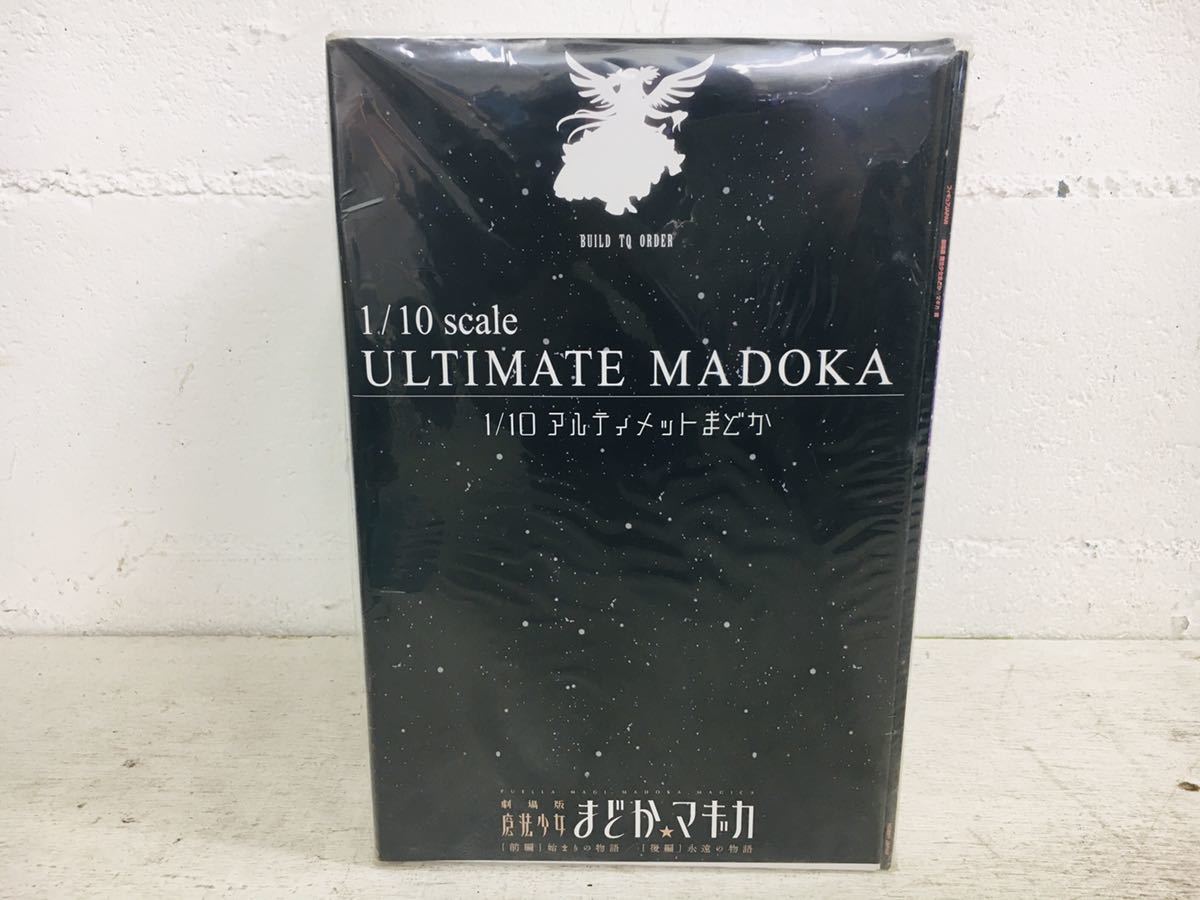 BUILD TO ORDER
1/10 scale
ULTIMATE MADOKA
1/10 アルティメットまどか
PUELLA MAGI MADOKA MAGICA
劇場版
魔法少女まどか★マギカ
[前編]始まりの物語/[後編]永遠の物語